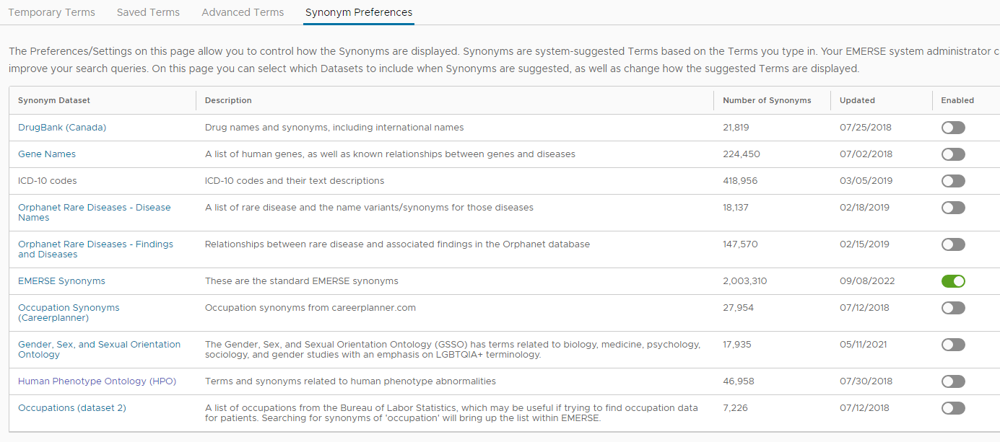 Temporary Terms Saved Terms Advanced Terms Synonym Preferences
The Preferences/Settings on this page allow you to control how the Synonyms are displayed. Synonyms are system-suggested Terms based on the Terms you type in. Your EMERSE system administrator c
improve your search queries. On this page you can select which Datasets to include when Synonyms are suggested, as well as change how the suggested Terms are displayed.
Synonym Dataset Description Number of Synonyms Updated Enabled
DrugBank (Canada) Drug names and synonyms, including international names 21,819 07/25/2018
Gene Names A list of human genes, as well as known relationships between genes and diseases 224,450 07/02/2018
ICD-10 codes ICD-10 codes and their text descriptions 418,956 03/05/2019
Orphanet Rare Diseases - Disease A list of rare disease and the name variants/synonyms for those diseases 18,137 02/18/2019
Names
Orphanet Rare Diseases - Findings Relationships between rare disease and associated findings in the Orphanet database 147,570 02/15/2019
and Diseases
EMERSE Synonyms These are the standard EMERSE synonyms 2,003,310 09/08/2022
Occupation Synonyms Occupation synonyms from careerplanner.com 27,954 07/12/2018
(Careerplanner)
Gender, Sex, and Sexual Orientation The Gender, Sex, and Sexual Orientation Ontology (GSSO) has terms related to biology, medicine, psychology, 17,935 05/11/2021
Ontology sociology, and gender studies with an emphasis on LGBTQIA+ terminology.
Human Phenotype Ontology (HPO) Terms and synonyms related to human phenotype abnormalities 46,958 07/30/2018
Occupations (dataset 2) A list of occupations from the Bureau of Labor Statistics, which may be useful if trying to find occupation data 7,226 07/12/2018
for patients. Searching for synonyms of 'occupation' will bring up the list within EMERSE.